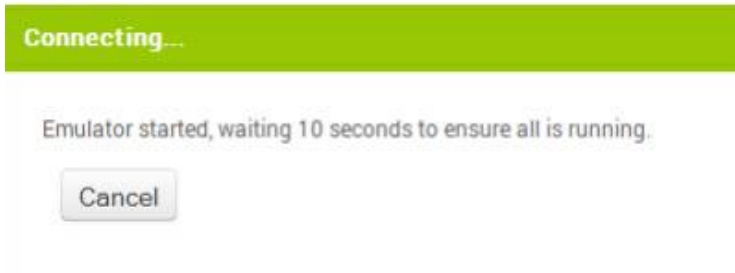 Connecting...
Emulator started, waiting 10 seconds to ensure all is running.
Cancel